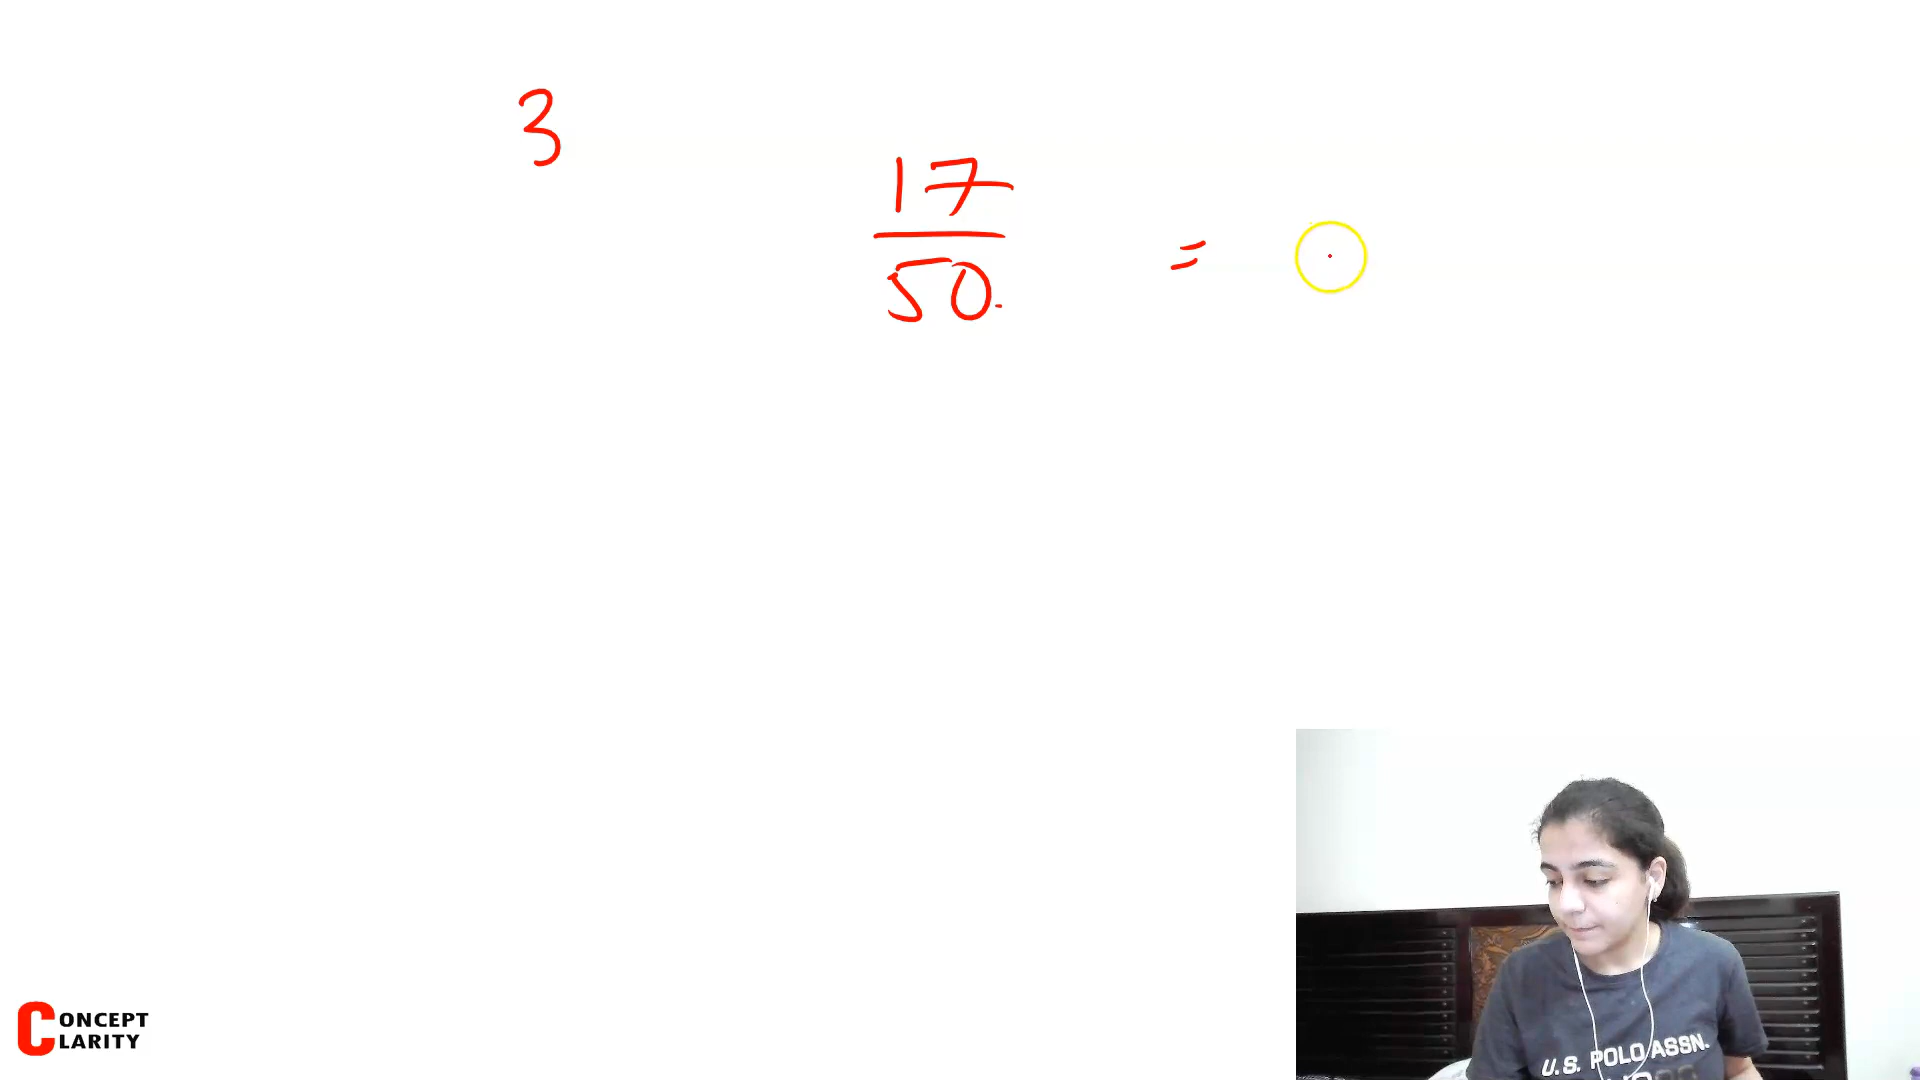 3
17
50.
=
CONCEPT
CLARITY
U.S. POLO ASSN.